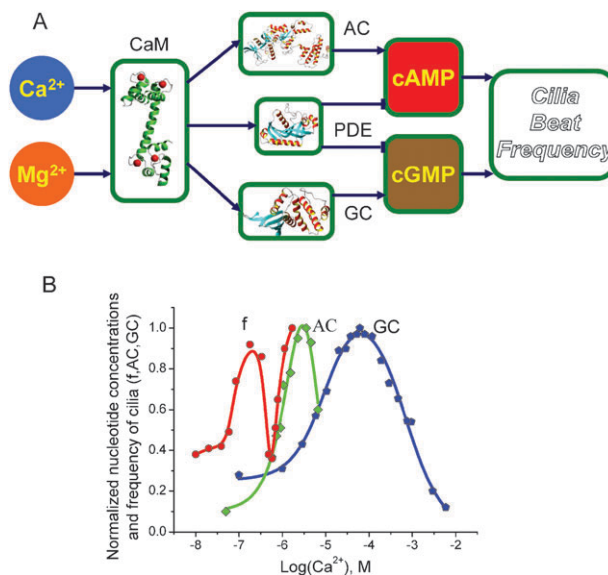 A
CaM
AC
Ca²⁺
Mg²⁺
PDE
GC
cAMP
cGMP
Cilia
Beat
Frequency
B
Normalized nucleotide concentrations
and frequency of cilia (f,AC,GC)
f
AC
GC
1.0
0.8
0.6
0.4
0.2
0.0
-8 -7 -6 -5 -4 -3 -2 -1
Log(Ca²⁺), M